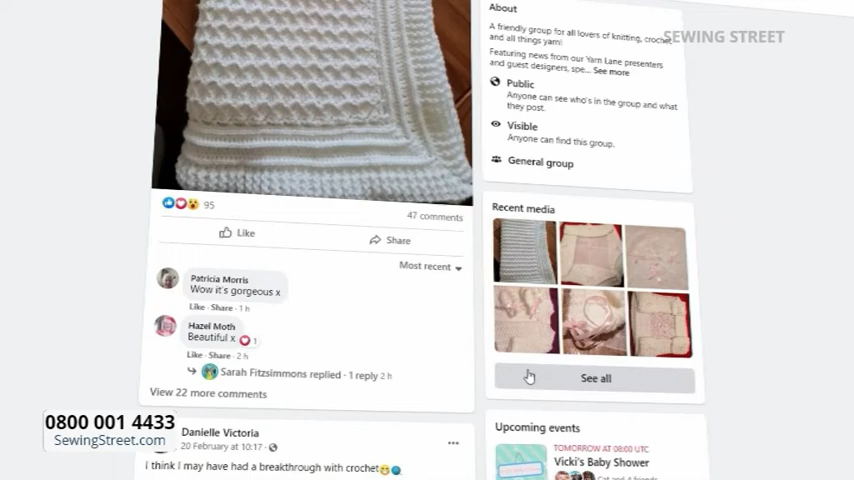 About
A friendly group for all lovers of knitting, crochet
and all things yarn!
SEWING STREET
Featuring news from our Yarn Lane presenters
and guest designers, spe... See more
Public
Anyone can see who's in the group and what
they post.
Visible
Anyone can find this group.
General group
95
47 comments
Like
Share
Most recent
Patricia Morris
Wow it's gorgeous x
Like · Share · 1 h
Hazel Moth
Beautiful x
1
Like · Share · 2 h
Sarah Fitzsimmons replied · 1 reply 2 h
View 22 more comments
Recent media
See all
Upcoming events
TOMORROW AT 08:00 UTC
Vicki's Baby Shower
0800 001 4433
SewingStreet.com
Danielle Victoria
20 February at 10:17 ·
I think I may have had a breakthrough with crochet